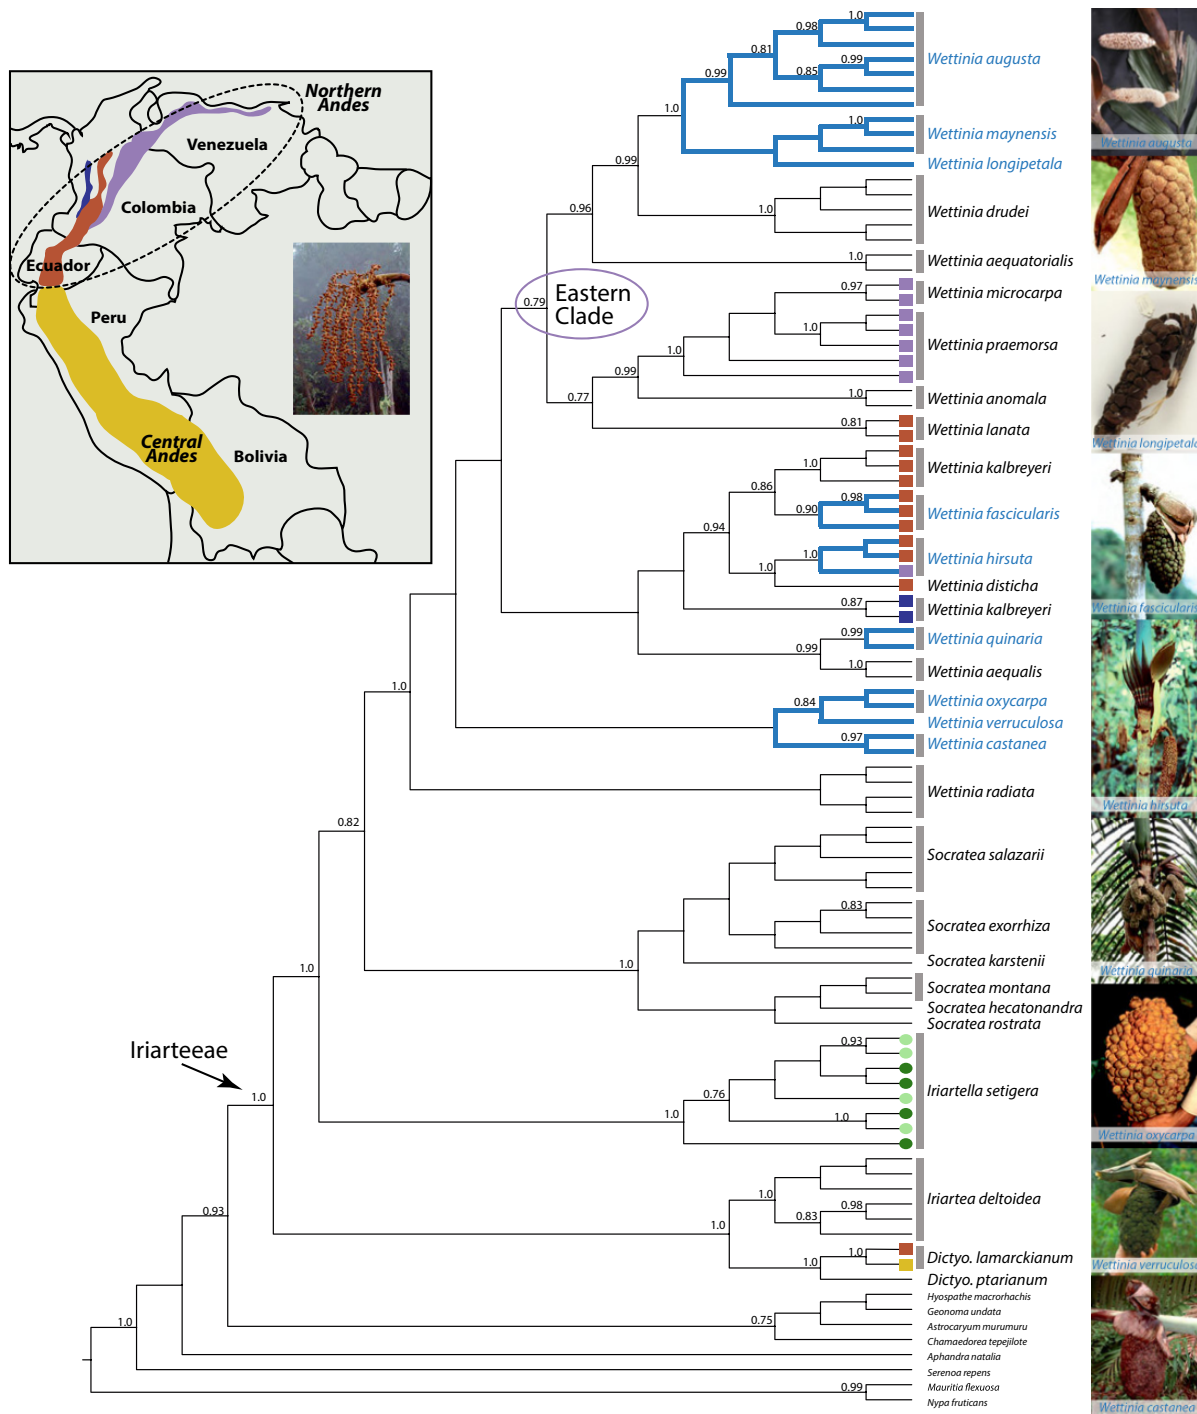 Northern
Andes
Venezuela
Colombia
Ecuador
Peru
Central
Andes
Bolivia
1.0
0.98
0.81
0.99
0.85
0.99
1.0
Wettinia augusta
1.0
Wettinia maynensis
Wettinia longipetala
0.99
1.0
Wettinia drudei
0.96
1.0
Wettinia aequatorialis
0.79
Eastern
Clade
0.97
Wettinia microcarpa
1.0
Wettinia praemorsa
1.0
0.99
1.0
Wettinia anomala
0.77
0.81
Wettinia lanata
1.0
Wettinia kalbreyeri
0.86
0.98
0.90
Wettinia fascicularis
0.94
1.0
Wettinia hirsuta
1.0
Wettinia disticha
0.87
Wettinia kalbreyeri
0.99
Wettinia quinaria
0.99
1.0
Wettinia aequalis
1.0
0.84
Wettinia oxycarpa
Wettinia verruculosa
0.97
Wettinia castanea
Wettinia radiata
0.82
Socratea salazarii
0.83
Socratea exorrhiza
1.0
Socratea karstenii
1.0
Socratea montana
Socratea hecatonandra
Socratea rostrata
Iriarteeae
1.0
0.93
0.76
1.0
1.0
Iriartella setigera
0.93
1.0
1.0
0.98
0.83
Iriartea deltoidea
1.0
Dictyo. lamarckianum
1.0
Dictyo. ptarianum
Hyospathe macrorhachis
Geonoma undata
0.75
Astrocaryum murumuru
Chamaedorea tepejilote
1.0
Aphandra natalia
Serenoa repens
0.99
Mauritia flexuosa
Nypa fruticans
Wettinia augusta
Wettinia maynensis
Wettinia longipetala
Wettinia fascicularis
Wettinia hirsuta
Wettinia quinaria
Wettinia oxycarpa
Wettinia verruculosa
Wettinia castanea